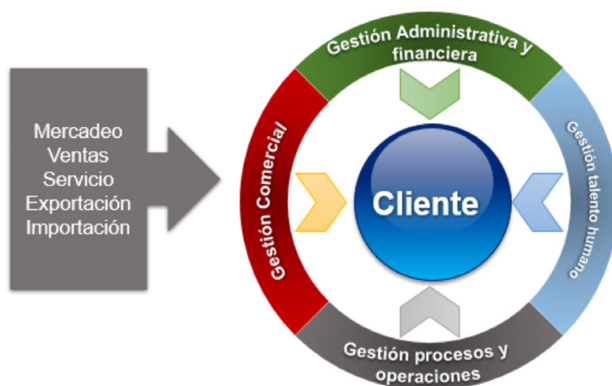 Mercadeo
Ventas
Servicio
Exportación
Importación
Gestión Administrativa y
financiera
Gestión Comercial
Cliente
Gestión talento humano
Gestión procesos y
operaciones